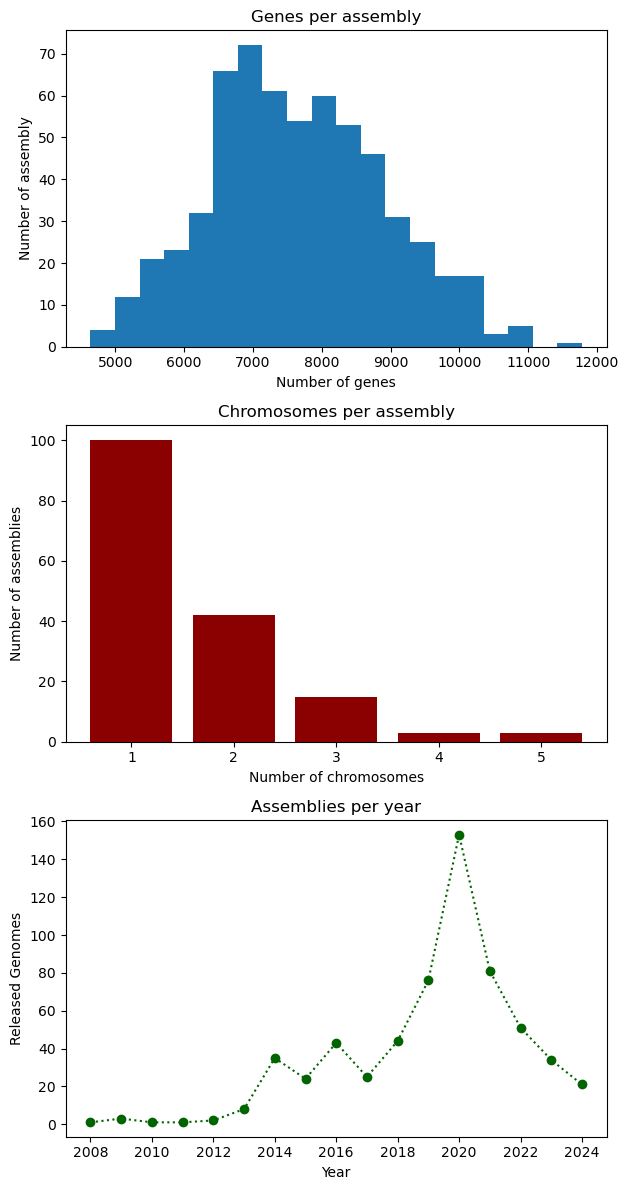 Genes per assembly
Number of assembly
70
60
50
40
30
20
10
0
5000 6000 7000 8000 9000 10000 11000 12000
Number of genes
Chromosomes per assembly
Number of assemblies
100
80
60
40
20
0
1 2 3 4 5
Number of chromosomes
Assemblies per year
Released Genomes
160
140
120
100
80
60
40
20
0
2008 2010 2012 2014 2016 2018 2020 2022 2024
Year